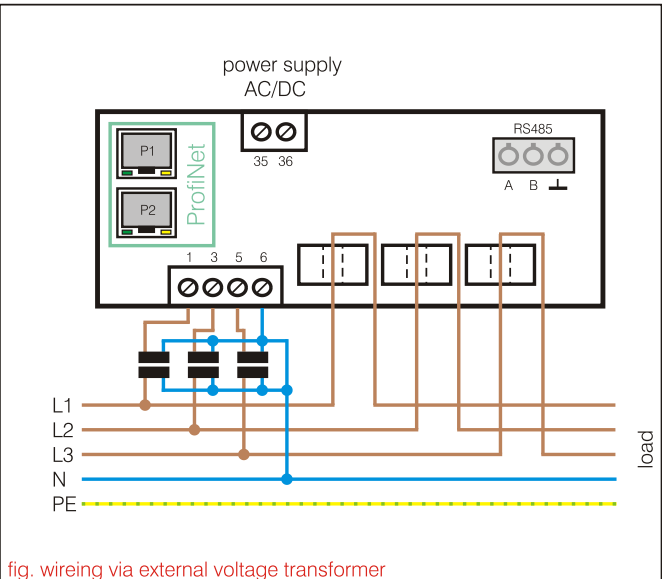 power supply
AC/DC
P1
P2
ProfiNet
35 36
RS485
A B
1 3 5 6
L1
L2
L3
N
PE
load
fig. wireing via external voltage transformer